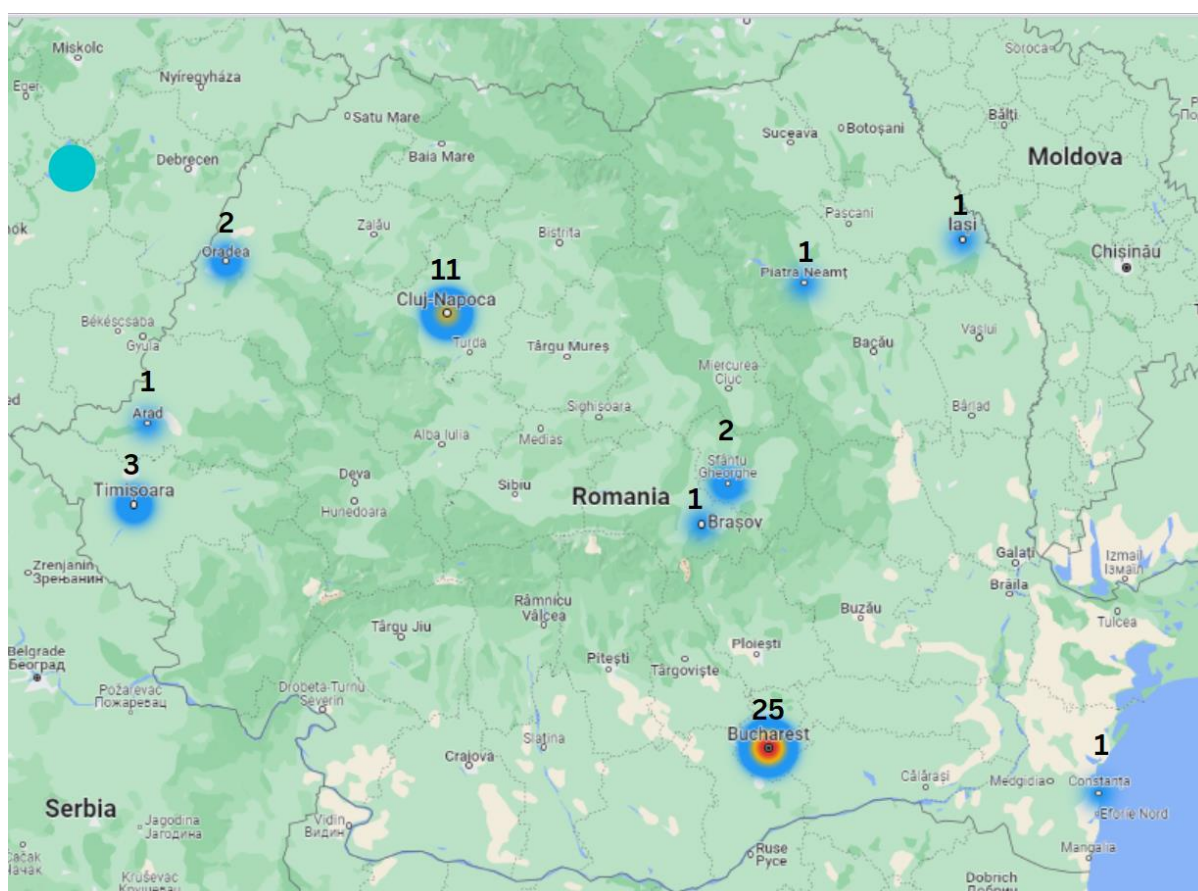 Miskolc
Soroca
Nyíregyháza
Eger
Satu Mare
Suceava
Botoșani
Bălți
Debrecen
Baia Mare
Moldova
Zalău
Bistrița
Pașcani
2
Oradea
1
Iași
1
Piatra Neamț
Chișinău
11
Cluj-Napoca
Békéscsaba
Gyula
Turda
Târgu Mureș
Bacău
Vaslui
Miercurea
Ciuc
1
Arad
Sighișoara
Bârlad
Alba Iulia
Mediaș
2
Sfântu
Gheorghe
3
Timișoara
Deva
Hunedoara
Sibiu
Romania
1
Brașov
Galați
Izmail
Ізмаїл
Zrenjanin
Зрењанин
Brăila
Râmnicu
Vâlcea
Buzău
Tulcea
Târgu Jiu
Ploiești
Belgrade
Београд
Pitești
Târgoviște
Požarevac
Пожаревац
Drobeta-Turnu
Severin
25
Bucharest
Slatina
Craiova
1
Călărași
Medgidia
Constanța
Eforie Nord
Serbia
Jagodina
Јагодина
Vidin
Видин
Ruse
Русе
Mangalia
Čačak
Чачак
Kruševac
Крушевац
Dobrich
Добрич